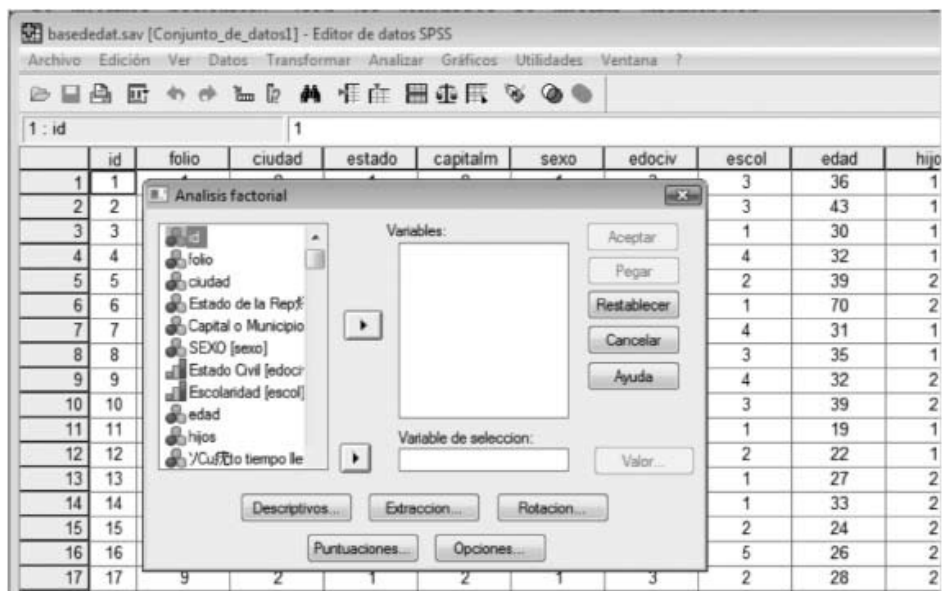 basededat.sav [Conjunto_de_datos1] - Editor de datos SPSS
Archivo Edición Ver Datos Transformar Analizar Gráficos Utilidades Ventana ?
1 : id 1
id folio ciudad estado capitalm sexo edociv escol edad hijo
1 1 3 36 1
2 2 3 43 1
3 3 1 30 1
4 4 4 32 1
5 5 2 39 2
6 6 1 70 2
7 7 4 31 1
8 8 3 35 1
9 9 4 32 2
10 10 3 39 2
11 11 1 19 1
12 12 2 22 1
13 13 1 27 2
14 14 1 33 2
15 15 2 24 2
16 16 5 26 2
17 17 9 2 1 2 1 3 2 28 2
Analisis factorial
id
folio
ciudad
Estado de la
Capital o Municipio
SEXO [sexo]
Estado Civil [edociv
Escolaridad [escol]
edad
hijos
tiempo lle
Variables:
Variable de seleccion:
Aceptar
Pegar
Restablecer
Cancelar
Ayuda
Valor...
Descriptivos... Extraccion... Rotacion...
Puntuaciones... Opciones...